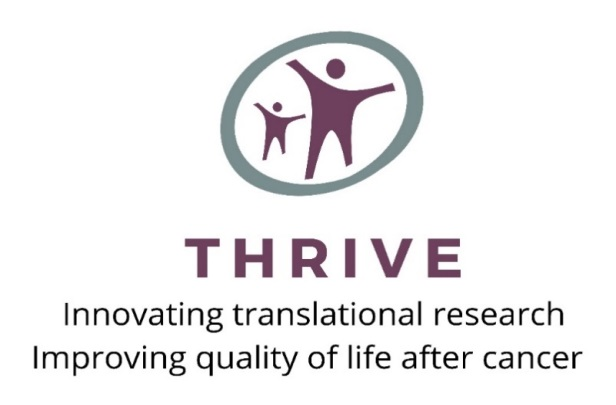 THRIVE
Innovating translational research
Improving quality of life after cancer